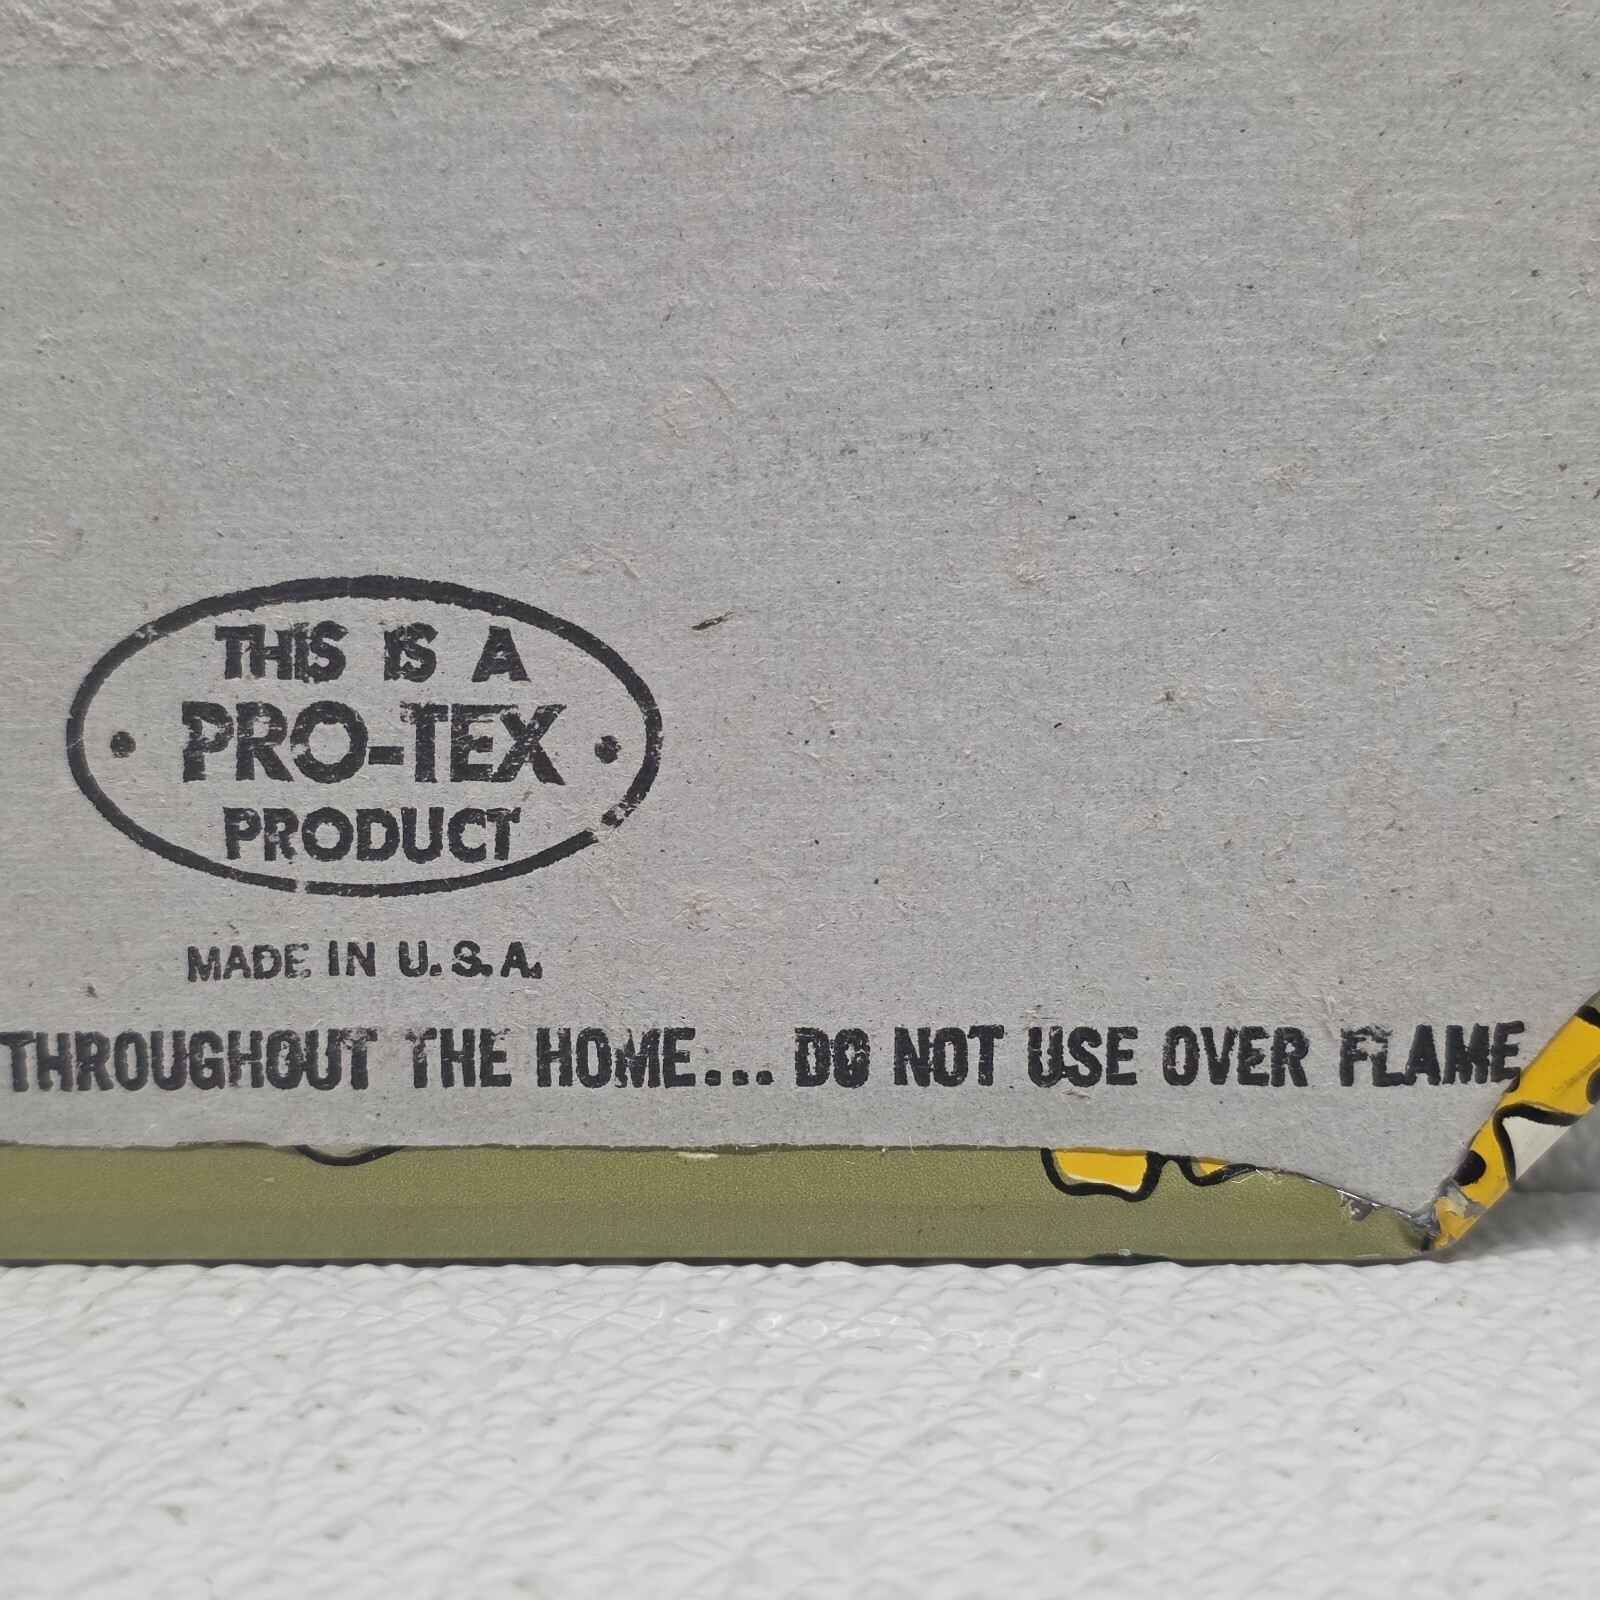 THIS IS A
PRO-TEX
PRODUCT
MADE IN U.S.A.
THROUGHOUT THE HOME... DO NOT USE OVER FLAME